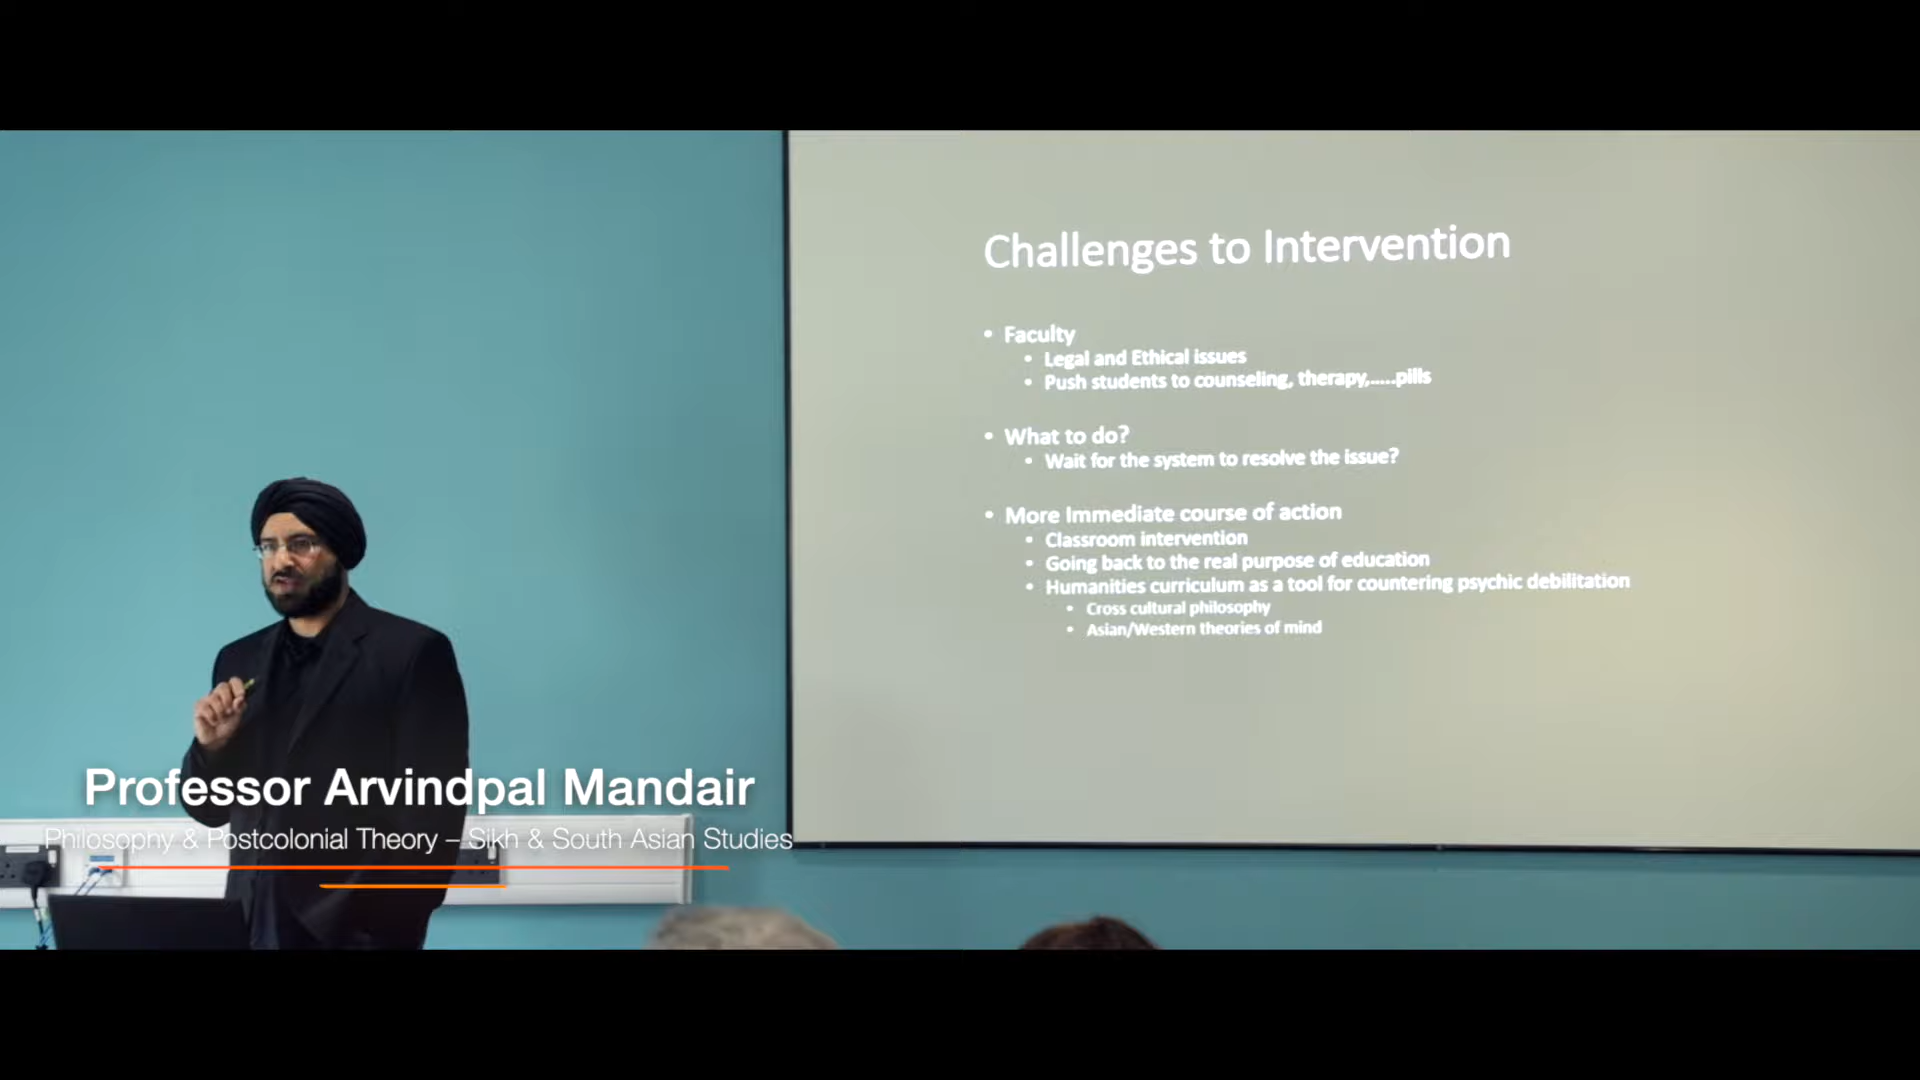 Challenges to Intervention
• Faculty
• Legal and Ethical issues
• Push students to counseling, therapy,.....pills
• What to do?
• Wait for the system to resolve the issue?
• More Immediate course of action
• Classroom intervention
• Going back to the real purpose of education
• Humanities curriculum as a tool for countering psychic debilitation
• Cross cultural philosophy
• Asian/Western theories of mind
Professor Arvindpal Mandair
Philosophy & Postcolonial Theory – Sikh & South Asian Studies